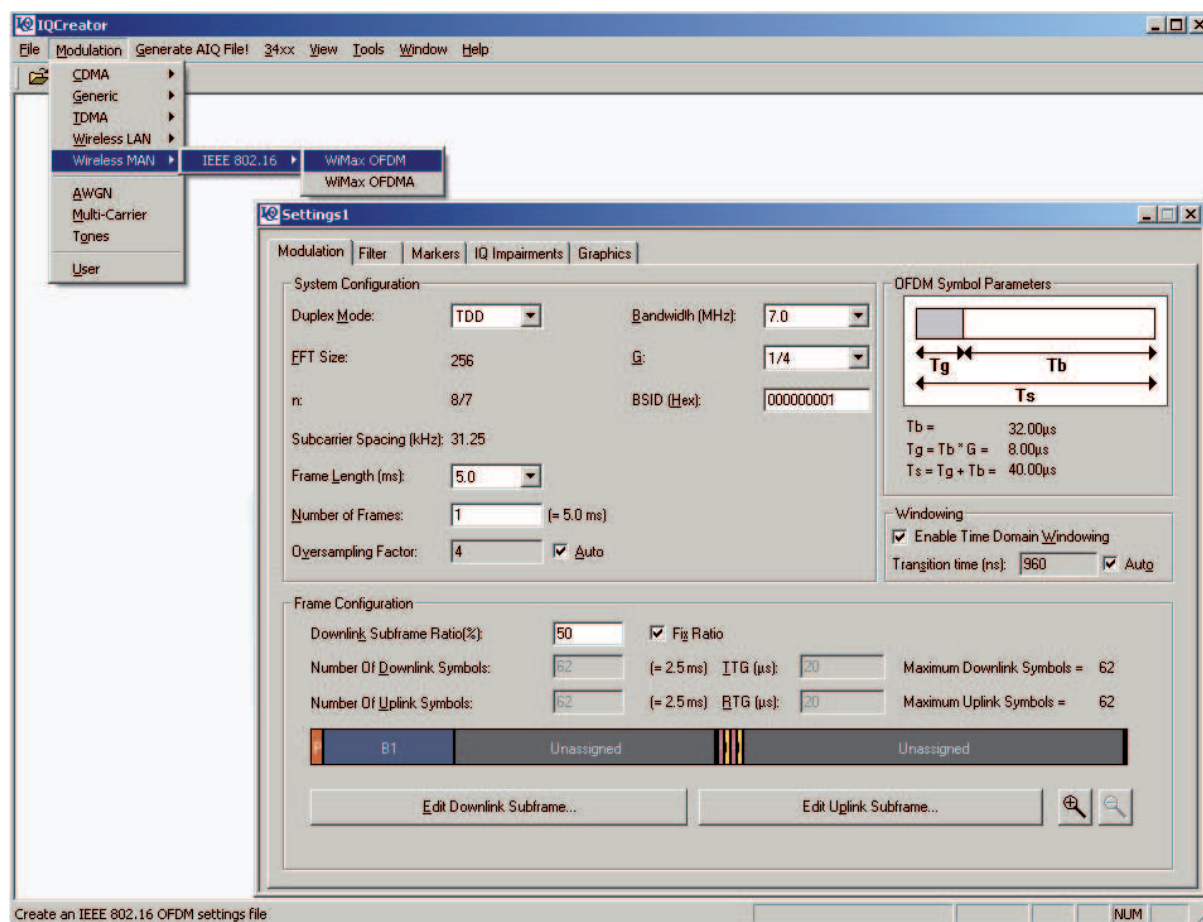 IQCreator
File Modulation Generate AIQ File! 34xx View Tools Window Help
CDMA
Generic
TDMA
Wireless LAN
Wireless MAN
IEEE 802.16
WiMax OFDM
WiMax OFDMA
AWGN
Multi-Carrier
Tones
User
Settings1
Modulation Filter Markers IQ Impairments Graphics
System Configuration
Duplex Mode: TDD Bandwidlh (MHz): 7.0
FFT Size: 256 G: 1/4
n: 8/7 BSID (Hex): 000000001
Subcarrier Spacing (kHz): 31.25
Frame Length (ms): 5.0
Number of Frames: 1 (= 5.0 ms)
Oversampling Factor: 4 Auto
OFDM Symbol Parameters
Tg Tb
Ts
Tb = 32.00µs
Tg = Tb * G = 8.00µs
Ts = Tg + Tb = 40.00µs
Windowing
Enable Time Domain Windowing
Transition time (ns): 960 Auto
Frame Configuration
Downlink Subframe Ratio(%): 50 Fix Ratio
Number Of Downlink Symbols: 62 (= 2.5 ms) TTG (µs): 20 Maximum Downlink Symbols = 62
Number Of Uplink Symbols: 62 (= 2.5 ms) RTG (µs): 20 Maximum Uplink Symbols = 62
P B1 Unassigned Unassigned
Edit Downlink Subframe... Edit Uplink Subframe...
Create an IEEE 802.16 OFDM settings file NUM